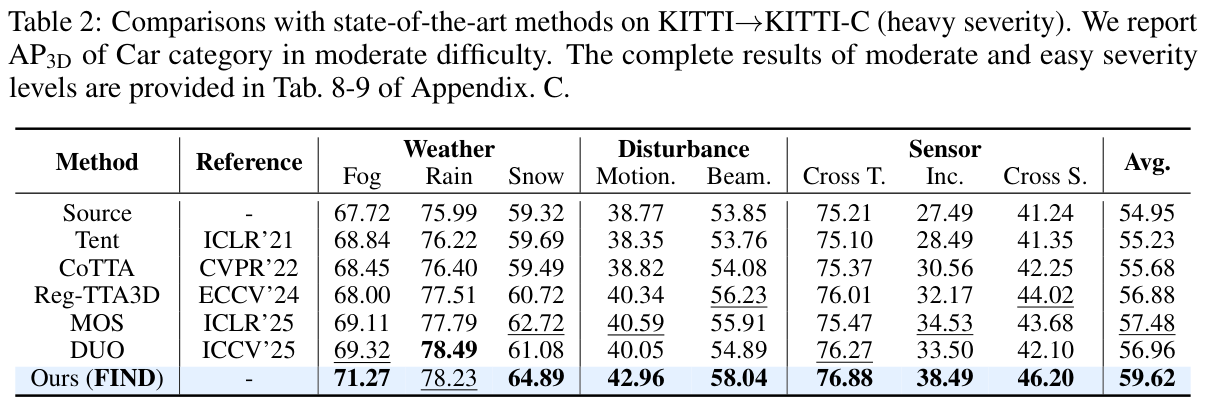 Table 2: Comparisons with state-of-the-art methods on KITTI→KITTI-C (heavy severity). We report
AP3D of Car category in moderate difficulty. The complete results of moderate and easy severity
levels are provided in Tab. 8-9 of Appendix. C.
Method Reference Weather Disturbance Sensor Avg.
Fog Rain Snow Motion. Beam. Cross T. Inc. Cross S.
Source - 67.72 75.99 59.32 38.77 53.85 75.21 27.49 41.24 54.95
Tent ICLR'21 68.84 76.22 59.69 38.35 53.76 75.10 28.49 41.35 55.23
CoTTA CVPR'22 68.45 76.40 59.49 38.82 54.08 75.37 30.56 42.25 55.68
Reg-TTA3D ECCV'24 68.00 77.51 60.72 40.34 56.23 76.01 32.17 44.02 56.88
MOS ICLR'25 69.11 77.79 62.72 40.59 55.91 75.47 34.53 43.68 57.48
DUO ICCV'25 69.32 78.49 61.08 40.05 54.89 76.27 33.50 42.10 56.96
Ours (FIND) - 71.27 78.23 64.89 42.96 58.04 76.88 38.49 46.20 59.62